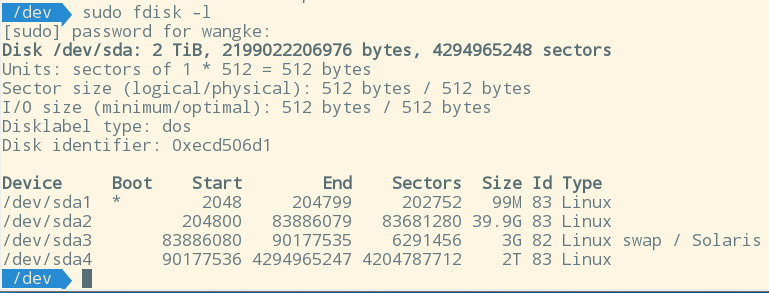 /dev sudo fdisk -l
[sudo] password for wangke:
Disk /dev/sda: 2 TiB, 2199022206976 bytes, 4294965248 sectors
Units: sectors of 1 * 512 = 512 bytes
Sector size (logical/physical): 512 bytes / 512 bytes
I/O size (minimum/optimal): 512 bytes / 512 bytes
Disklabel type: dos
Disk identifier: 0xecd506d1
Device Boot Start End Sectors Size Id Type
/dev/sda1 * 2048 204799 202752 99M 83 Linux
/dev/sda2 204800 83886079 83681280 39.9G 83 Linux
/dev/sda3 83886080 90177535 6291456 3G 82 Linux swap / Solaris
/dev/sda4 90177536 4294965247 4204787712 2T 83 Linux
/dev